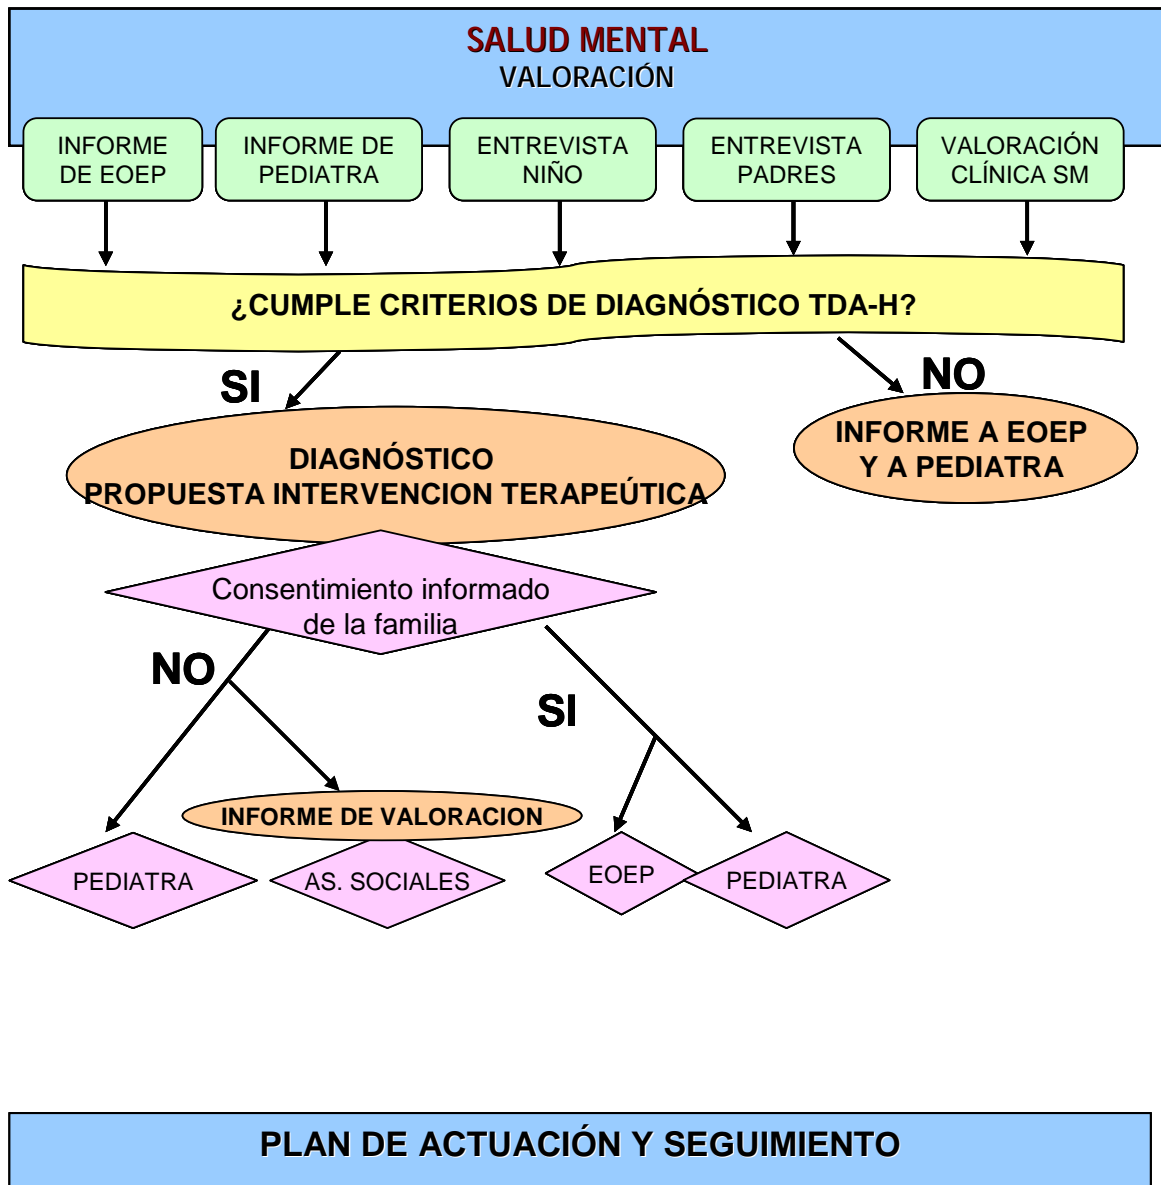 SALUD MENTAL
VALORACIÓN
INFORME
DE EOEP
INFORME DE
PEDIATRA
ENTREVISTA
NIÑO
ENTREVISTA
PADRES
VALORACIÓN
CLÍNICA SM
¿CUMPLE CRITERIOS DE DIAGNÓSTICO TDA-H?
SI
NO
DIAGNÓSTICO
PROPUESTA INTERVENCION TERAPEÚTICA
INFORME A EOEP
Y A PEDIATRA
Consentimiento informado
de la familia
NO
SI
INFORME DE VALORACION
PEDIATRA
AS. SOCIALES
EOEP
PEDIATRA
PLAN DE ACTUACIÓN Y SEGUIMIENTO